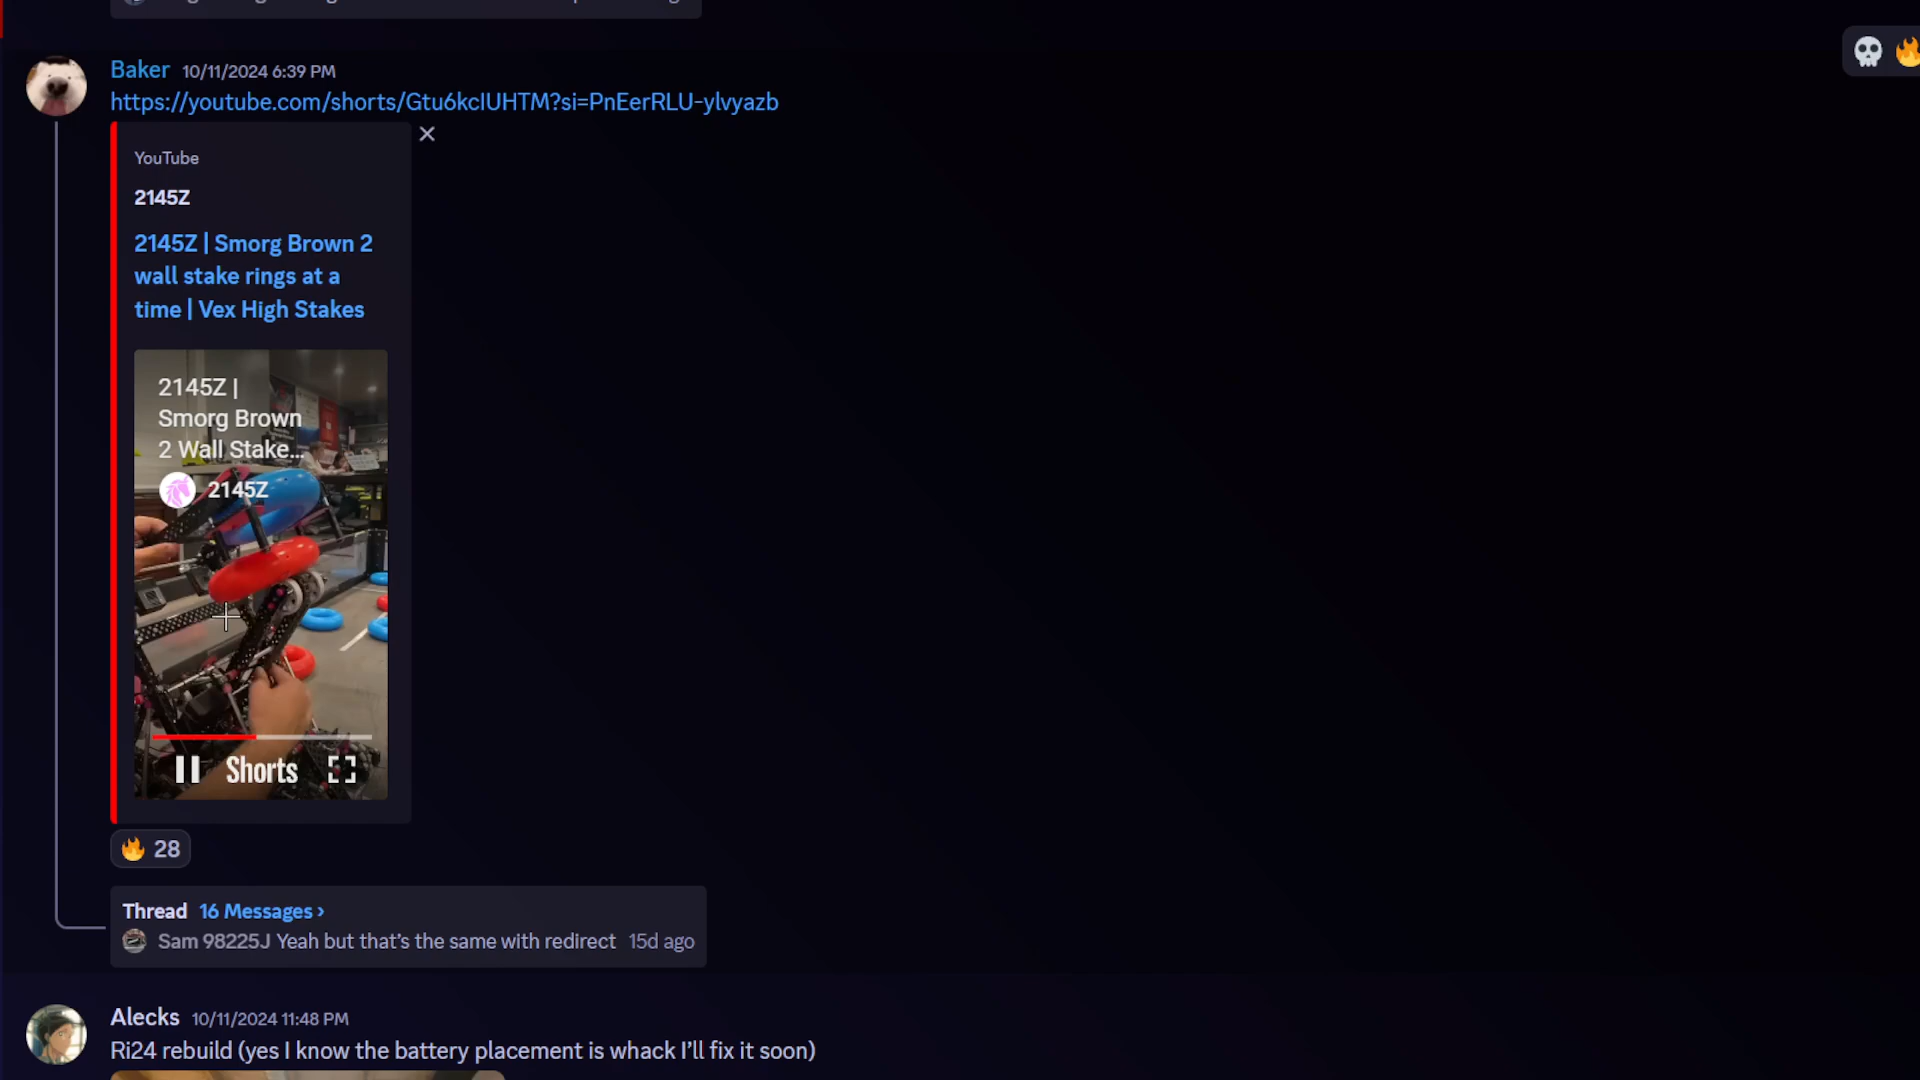 Baker 10/11/2024 6:39 PM
https://youtube.com/shorts/Gtu6kcIUHTM?si=PnEerRLU-ylvyazb
YouTube
2145Z
2145Z | Smorg Brown 2
wall stake rings at a
time | Vex High Stakes
2145Z |
Smorg Brown
2 Wall Stake...
2145Z
Shorts
28
Thread 16 Messages ›
Sam 98225J Yeah but that's the same with redirect 15d ago
Alecks 10/11/2024 11:48 PM
Ri24 rebuild (yes I know the battery placement is whack I'll fix it soon)